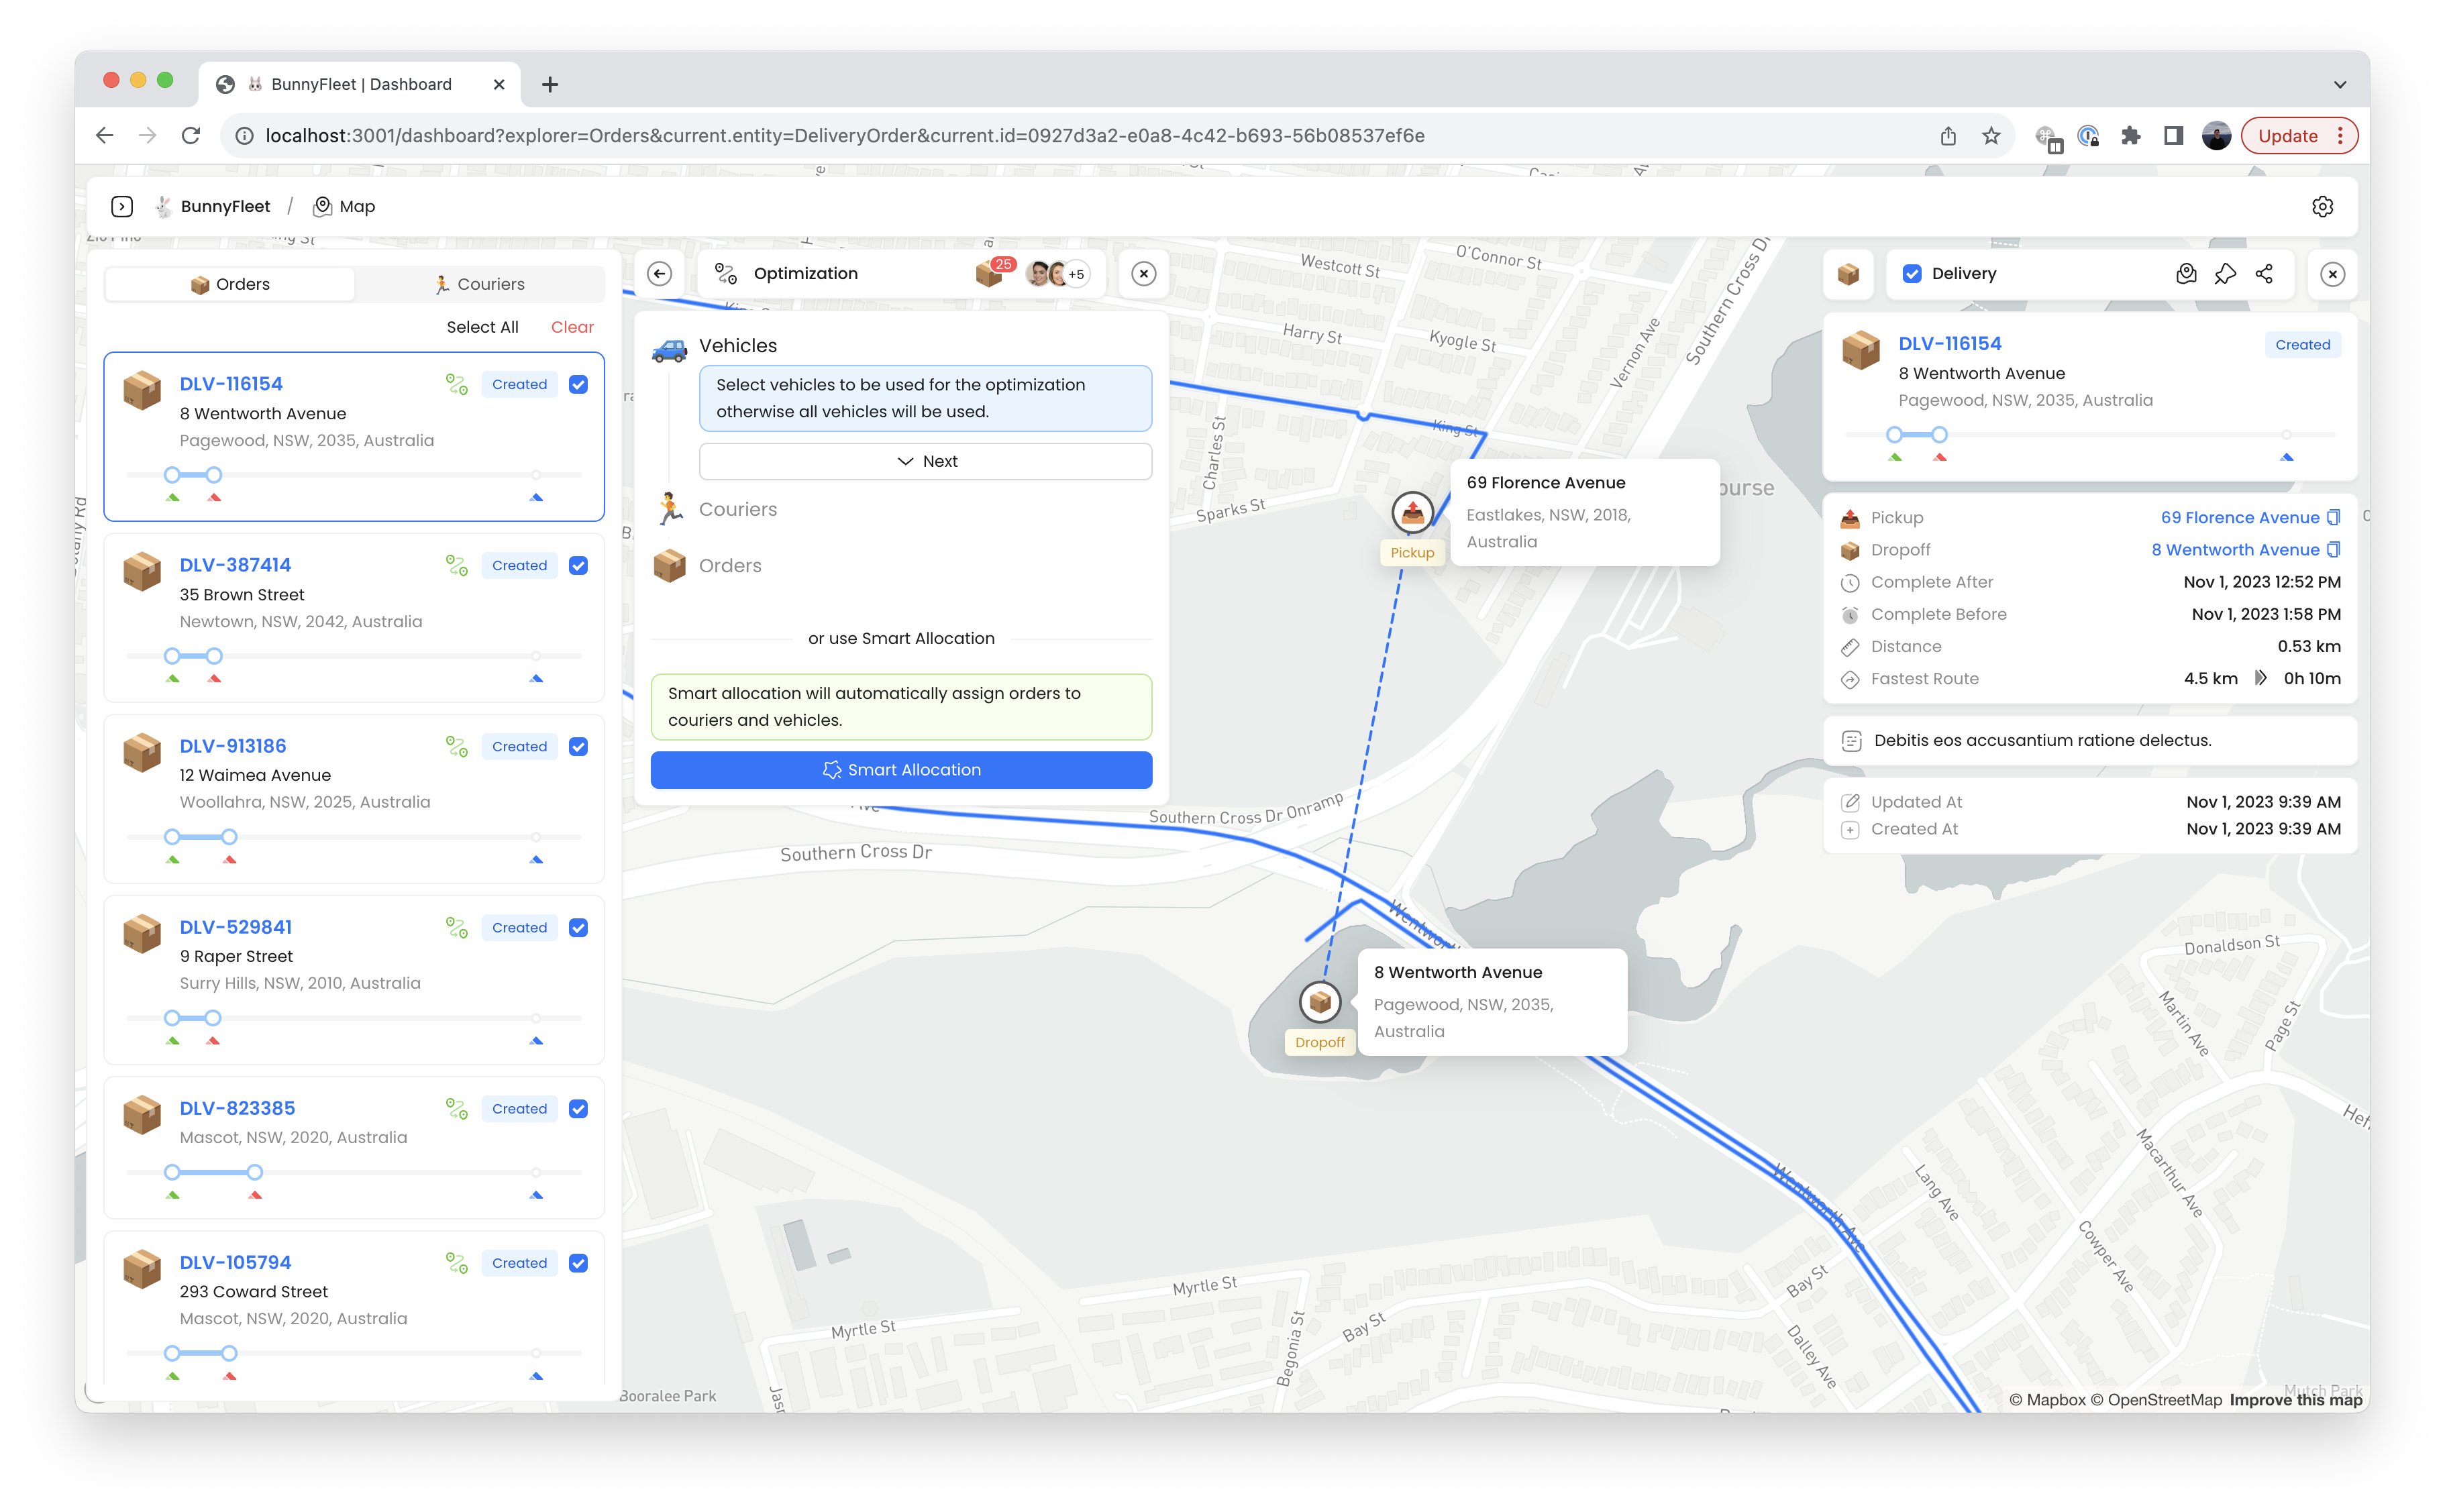 BunnyFleet | Dashboard
localhost:3001/dashboard?explorer=Orders&current.entity=DeliveryOrder&current.id=0927d3a2-e0a8-4c42-b693-56b08537ef6e
Update
BunnyFleet / Map
Orders
Couriers
Select All
Clear
DLV-116154
Created
8 Wentworth Avenue
Pagewood, NSW, 2035, Australia
DLV-387414
Created
35 Brown Street
Newtown, NSW, 2042, Australia
DLV-913186
Created
12 Waimea Avenue
Woollahra, NSW, 2025, Australia
DLV-529841
Created
9 Raper Street
Surry Hills, NSW, 2010, Australia
DLV-823385
Created
Mascot, NSW, 2020, Australia
DLV-105794
Created
293 Coward Street
Mascot, NSW, 2020, Australia
Optimization
25
+5
Vehicles
Select vehicles to be used for the optimization
otherwise all vehicles will be used.
Next
Couriers
Orders
or use Smart Allocation
Smart allocation will automatically assign orders to
couriers and vehicles.
Smart Allocation
Westcott St
O'Connor St
Harry St
Kyogle St
Vernon Ave
Southern Cross Dr
Charles St
King St
Sparks St
69 Florence Avenue
Eastlakes, NSW, 2018,
Australia
Pickup
Southern Cross Dr Onramp
Southern Cross Dr
Wentworth
8 Wentworth Avenue
Pagewood, NSW, 2035,
Australia
Dropoff
Wentworth Ave
Donaldson St
Martin Ave
Page St
Macarthur Ave
Lang Ave
Cowper Ave
Bay St
Dalley Ave
Myrtle St
Myrtle St
Bay St
Begonia St
Booralee Park
Mutch Park
Delivery
DLV-116154
Created
8 Wentworth Avenue
Pagewood, NSW, 2035, Australia
Pickup
69 Florence Avenue
Dropoff
8 Wentworth Avenue
Complete After
Nov 1, 2023 12:52 PM
Complete Before
Nov 1, 2023 1:58 PM
Distance
0.53 km
Fastest Route
4.5 km
0h 10m
Debitis eos accusantium ratione delectus.
Updated At
Nov 1, 2023 9:39 AM
Created At
Nov 1, 2023 9:39 AM
© Mapbox © OpenStreetMap Improve this map